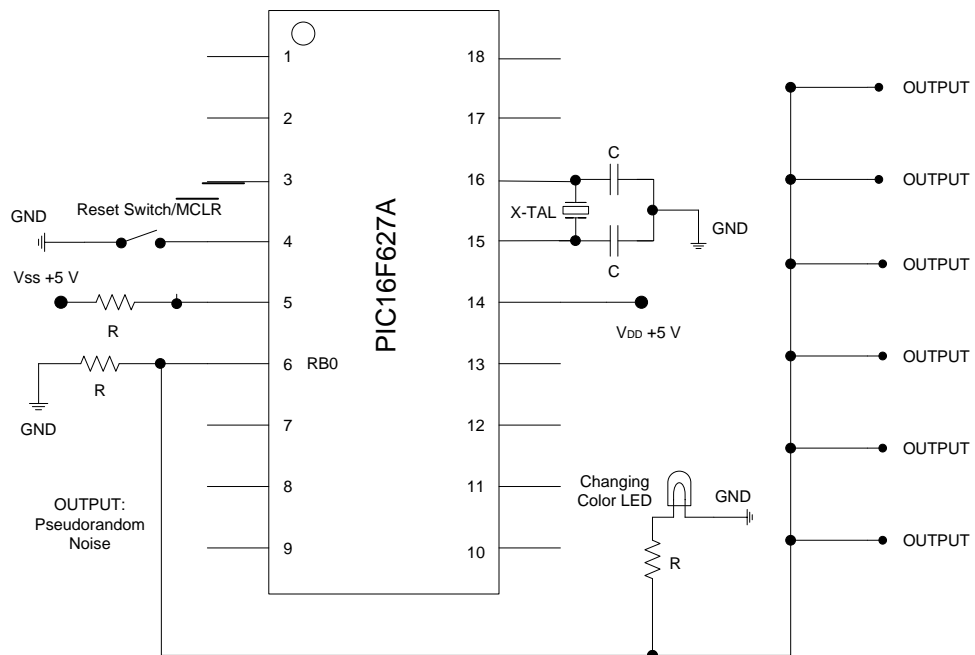 1
18
OUTPUT
2
17
C
3
16
OUTPUT
Reset Switch/MCLR
X-TAL
GND
4
15
GND
C
OUTPUT
Vss +5 V
5
14
R
PIC16F627A
VDD +5 V
6 RB0
13
OUTPUT
R
GND
7
12
OUTPUT
8
11
Changing
Color LED
GND
OUTPUT:
Pseudorandom
Noise
9
10
R
OUTPUT